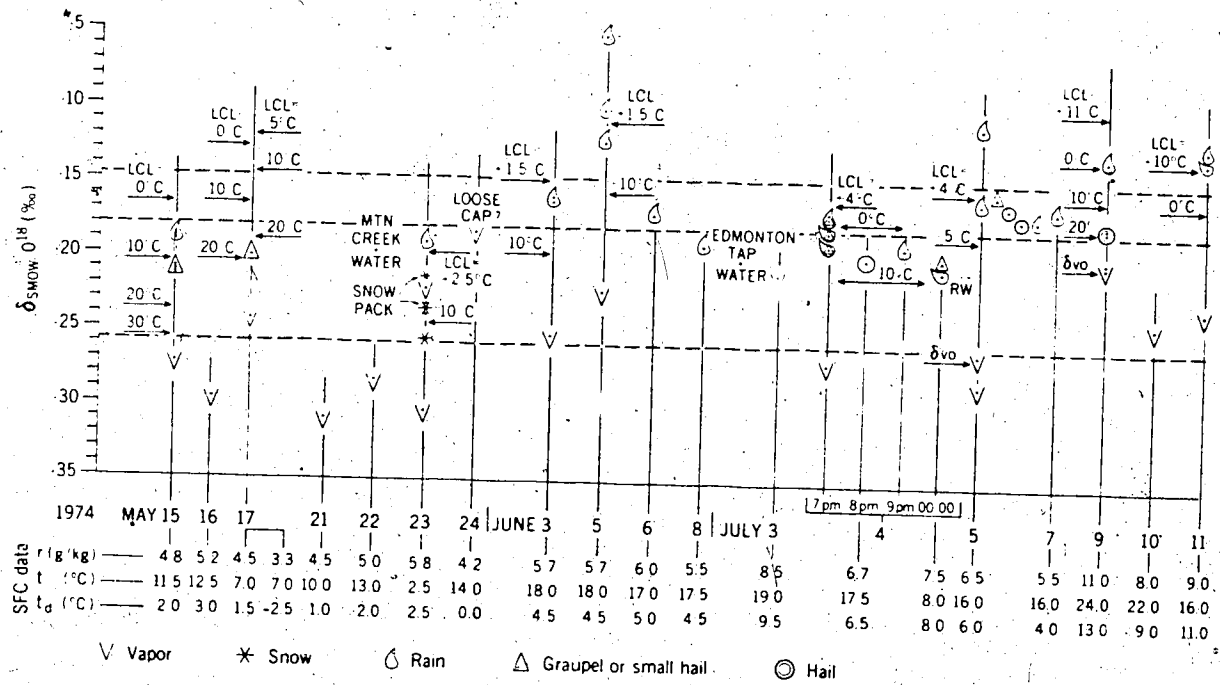 .5
.10
.15
.20
.25
.30
.35
δSMOW O18 (‰)
LCL=
0°C
10°C
20°C
30°C
LCL=
0°C
10°C
20°C
LCL=
5°C
10°C
20°C
MTN
CREEK
WATER
SNOW
PACK
LOOSE
CAP?
LCL=
-2.5°C
10°C
LCL=
-1.5°C
10°C
LCL=
-1.5°C
-10°C
EDMONTON
TAP
WATER
LCL=
-4°C
0°C
10°C
RW
LCL=
-4°C
5°C
δvo
LCL=
-11°C
0°C
10°C
20°
δvo
LCL=
-10°C
0°C
7pm 8pm 9pm 00:00
1974 MAY 15 16 17 21 22 23 24 JUNE 3 5 6 8 JULY 3 4 5 7 9 10 11
SFC data
r (g/kg) 4.8 5.2 4.5 3.3 4.5 5.0 5.8 4.2 5.7 5.7 6.0 5.5 8.5 6.7 7.5 6.5 5.5 11.0 8.0 9.0
t (°C) 11.5 12.5 7.0 7.0 10.0 13.0 2.5 14.0 18.0 18.0 17.0 17.5 19.0 17.5 8.0 16.0 16.0 24.0 22.0 16.0
td (°C) 2.0 3.0 1.5 -2.5 1.0 2.0 2.5 0.0 4.5 4.5 5.0 4.5 9.5 6.5 8.0 6.0 4.0 13.0 9.0 11.0
Vapor Snow Rain Graupel or small hail Hail